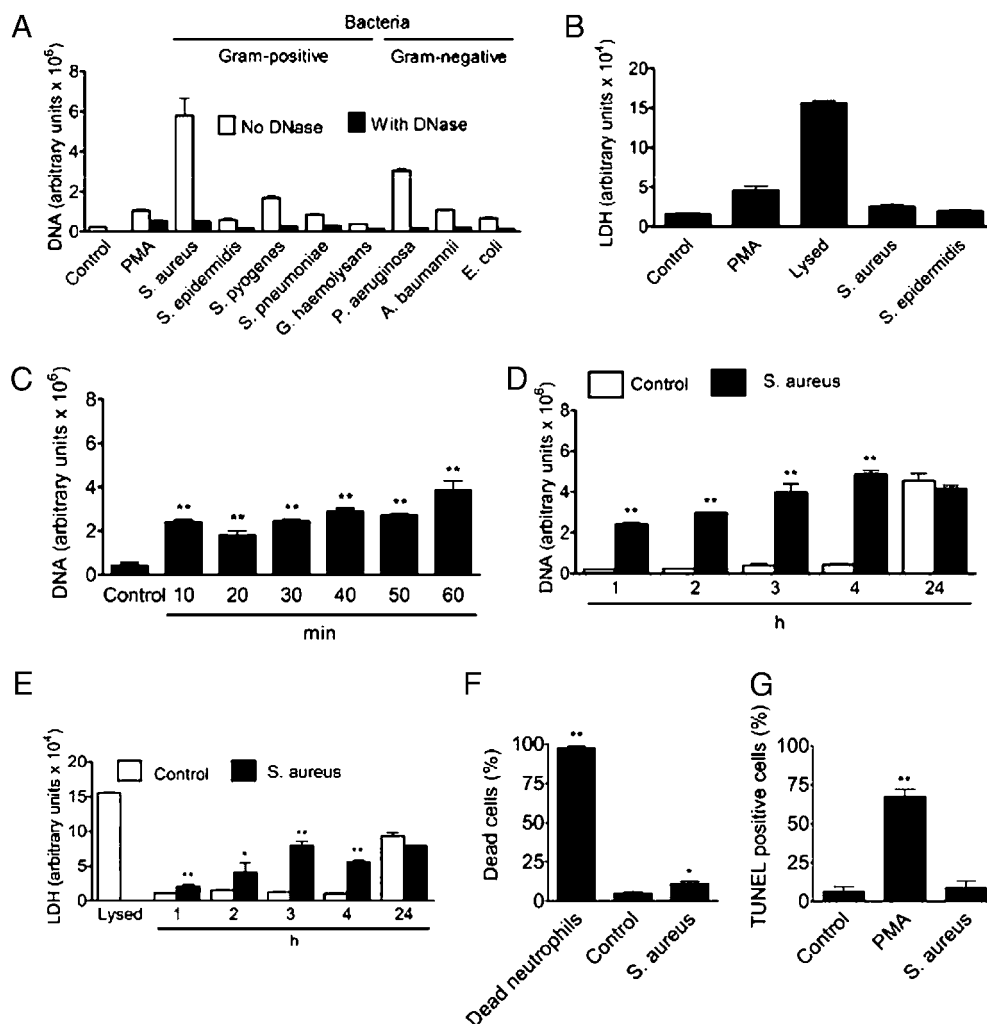 A
Bacteria
Gram-positive
Gram-negative
DNA (arbitrary units x 10⁶)
8
6
4
2
0
No DNase
With DNase
Control
PMA
S. aureus
S. epidermidis
S. pyogenes
S. pneumoniae
G. haemolysans
P. aeruginosa
A. baumannii
E. coli
B
LDH (arbitrary units x 10⁴)
20
15
10
5
0
Control
PMA
Lysed
S. aureus
S. epidermidis
C
DNA (arbitrary units x 10⁶)
8
6
4
2
0
** ** ** ** ** **
Control 10 20 30 40 50 60
min
D
Control
S. aureus
DNA (arbitrary units x 10⁶)
8
6
4
2
0
** ** ** **
1 2 3 4 24
h
E
LDH (arbitrary units x 10⁴)
20
15
10
5
0
Control
S. aureus
** * ** **
Lysed 1 2 3 4 24
h
F
Dead cells (%)
100
75
50
25
0
**
*
Dead neutrophils
Control
S. aureus
G
TUNEL positive cells (%)
100
75
50
25
0
**
Control
PMA
S. aureus